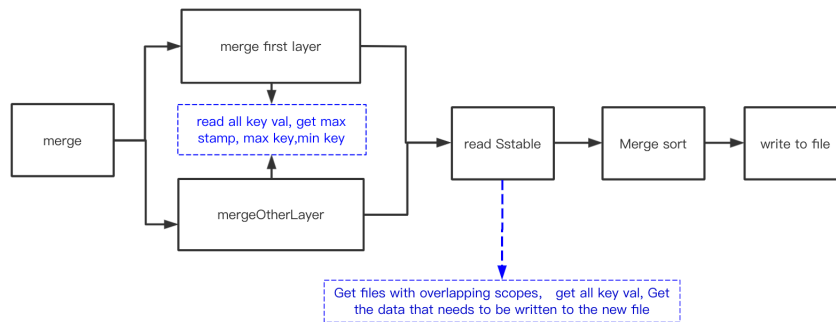 merge first layer
read all key val, get max
stamp, max key,min key
merge
read Sstable
Merge sort
write to file
mergeOtherLayer
Get files with overlapping scopes， get all key val, Get
the data that needs to be written to the new file